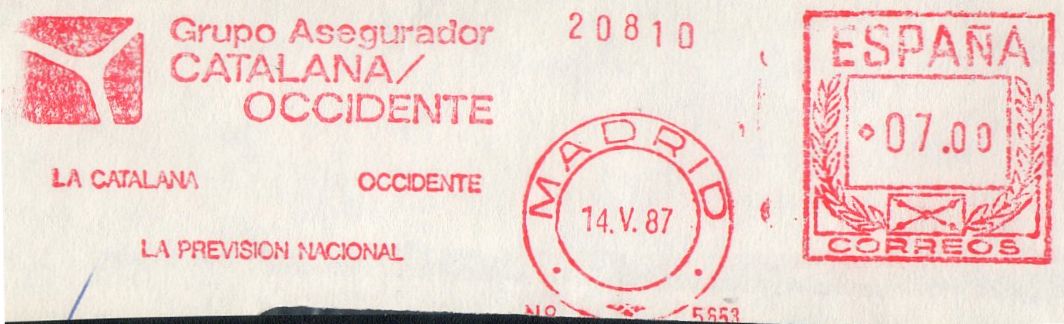 Grupo Asegurador
CATALANA/
OCCIDENTE
LA CATALANA OCCIDENTE
LA PREVISION NACIONAL
20810
MADRID
14.V.87
Nº 5653
ESPAÑA
07.00
CORREOS